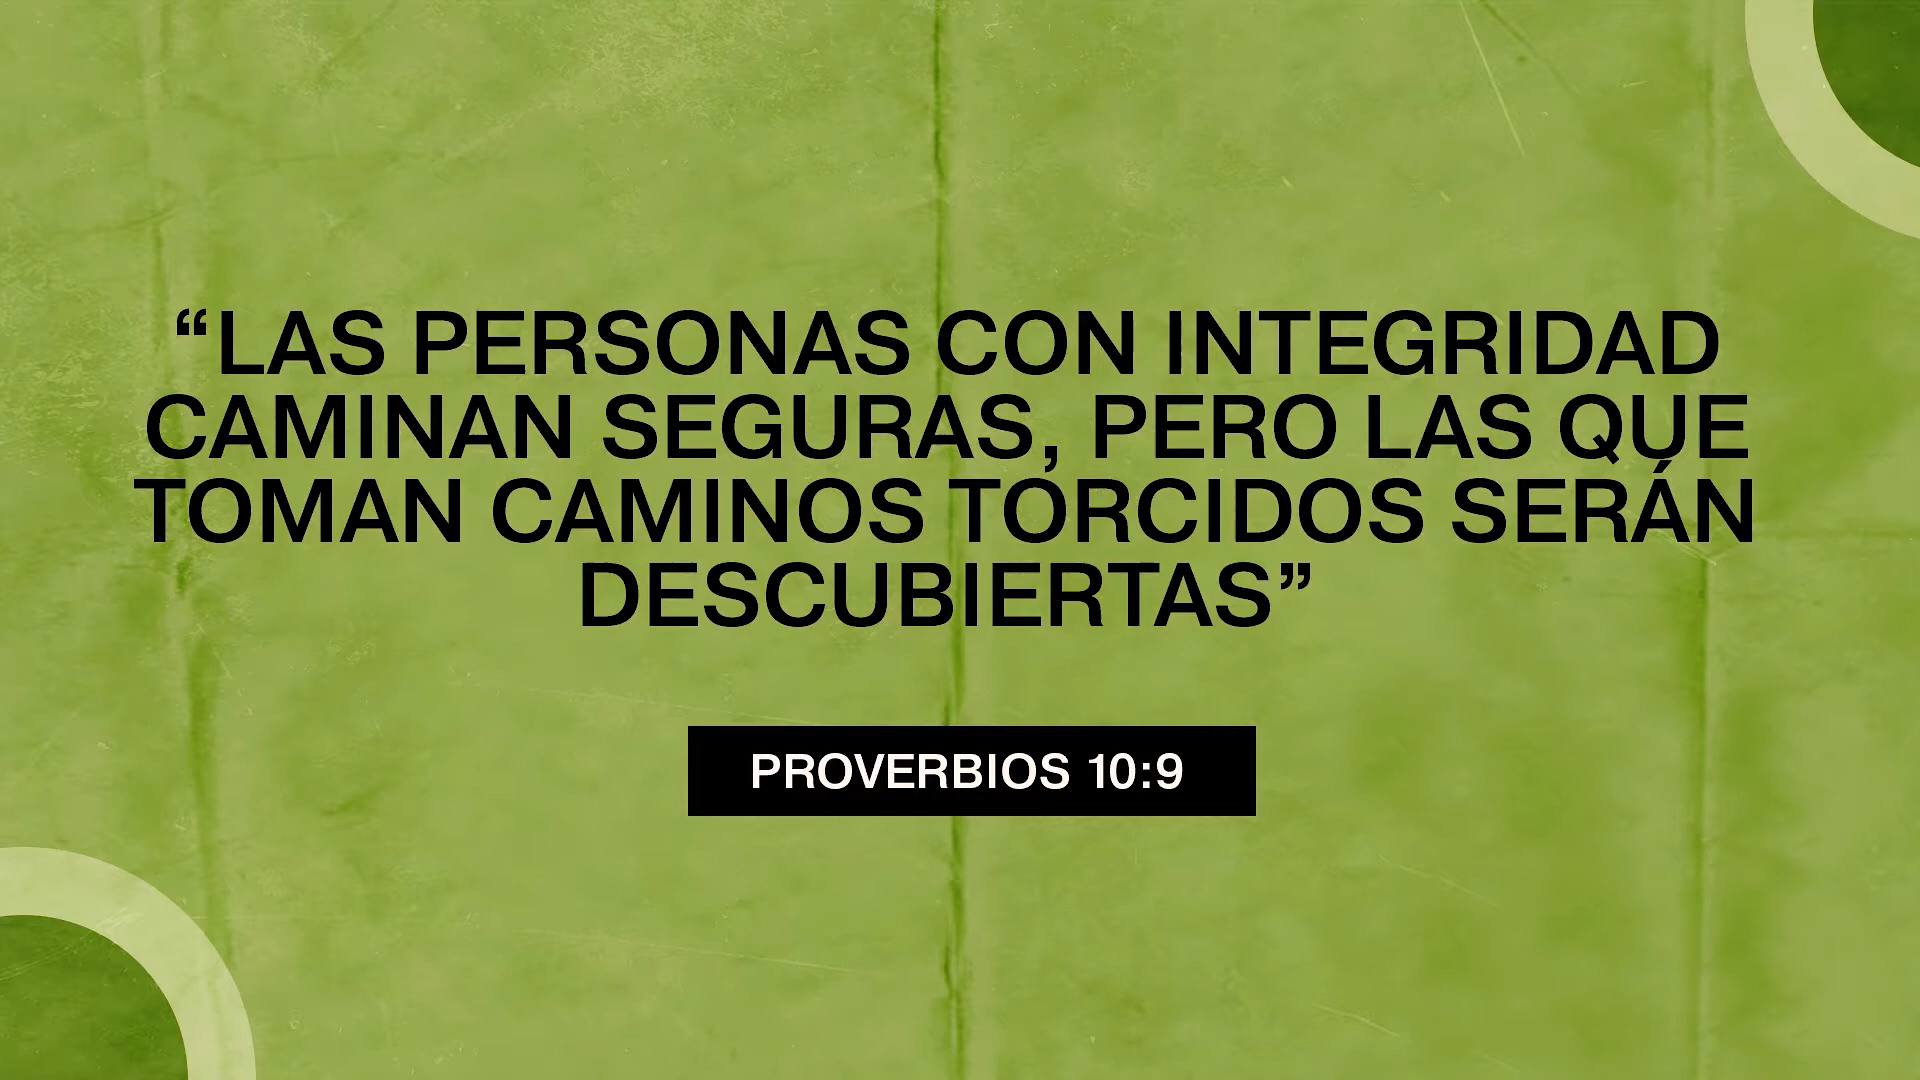 “LAS PERSONAS CON INTEGRIDAD
CAMINAN SEGURAS, PERO LAS QUE
TOMAN CAMINOS TORCIDOS SERÁN
DESCUBIERTAS”
PROVERBIOS 10:9